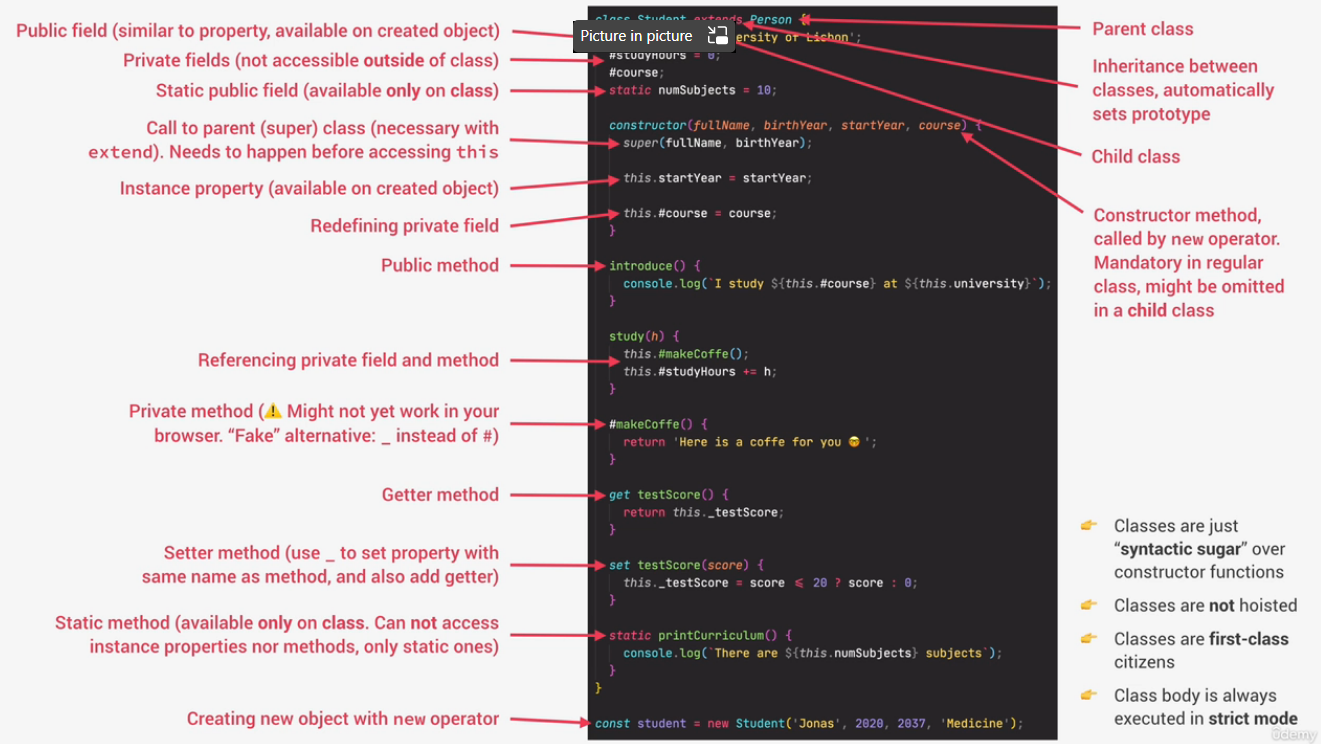 Public field (similar to property, available on created object)
Private fields (not accessible outside of class)
Static public field (available only on class)
Call to parent (super) class (necessary with
extend). Needs to happen before accessing this
Instance property (available on created object)
Redefining private field
Public method
Referencing private field and method
Private method (⚠️ Might not yet work in your
browser. “Fake” alternative: _ instead of #)
Getter method
Setter method (use _ to set property with
same name as method, and also add getter)
Static method (available only on class. Can not access
instance properties nor methods, only static ones)
Creating new object with new operator
Picture in picture
class Student extends Person {
ersity of Lisbon';
#studyHours = 0;
#course;
static numSubjects = 10;
constructor(fullName, birthYear, startYear, course) {
super(fullName, birthYear);
this.startYear = startYear;
this.#course = course;
}
introduce() {
console.log(`I study ${this.#course} at ${this.university}`);
}
study(h) {
this.#makeCoffe();
this.#studyHours += h;
}
#makeCoffe() {
return 'Here is a coffe for you ☕';
}
get testScore() {
return this._testScore;
}
set testScore(score) {
this._testScore = score ≤ 20 ? score : 0;
}
static printCurriculum() {
console.log(`There are ${this.numSubjects} subjects`);
}
}
const student = new Student('Jonas', 2020, 2037, 'Medicine');
Parent class
Inheritance between
classes, automatically
sets prototype
Child class
Constructor method,
called by new operator.
Mandatory in regular
class, might be omitted
in a child class
👉 Classes are just
“syntactic sugar” over
constructor functions
👉 Classes are not hoisted
👉 Classes are first-class
citizens
👉 Class body is always
executed in strict mode
ûdemy